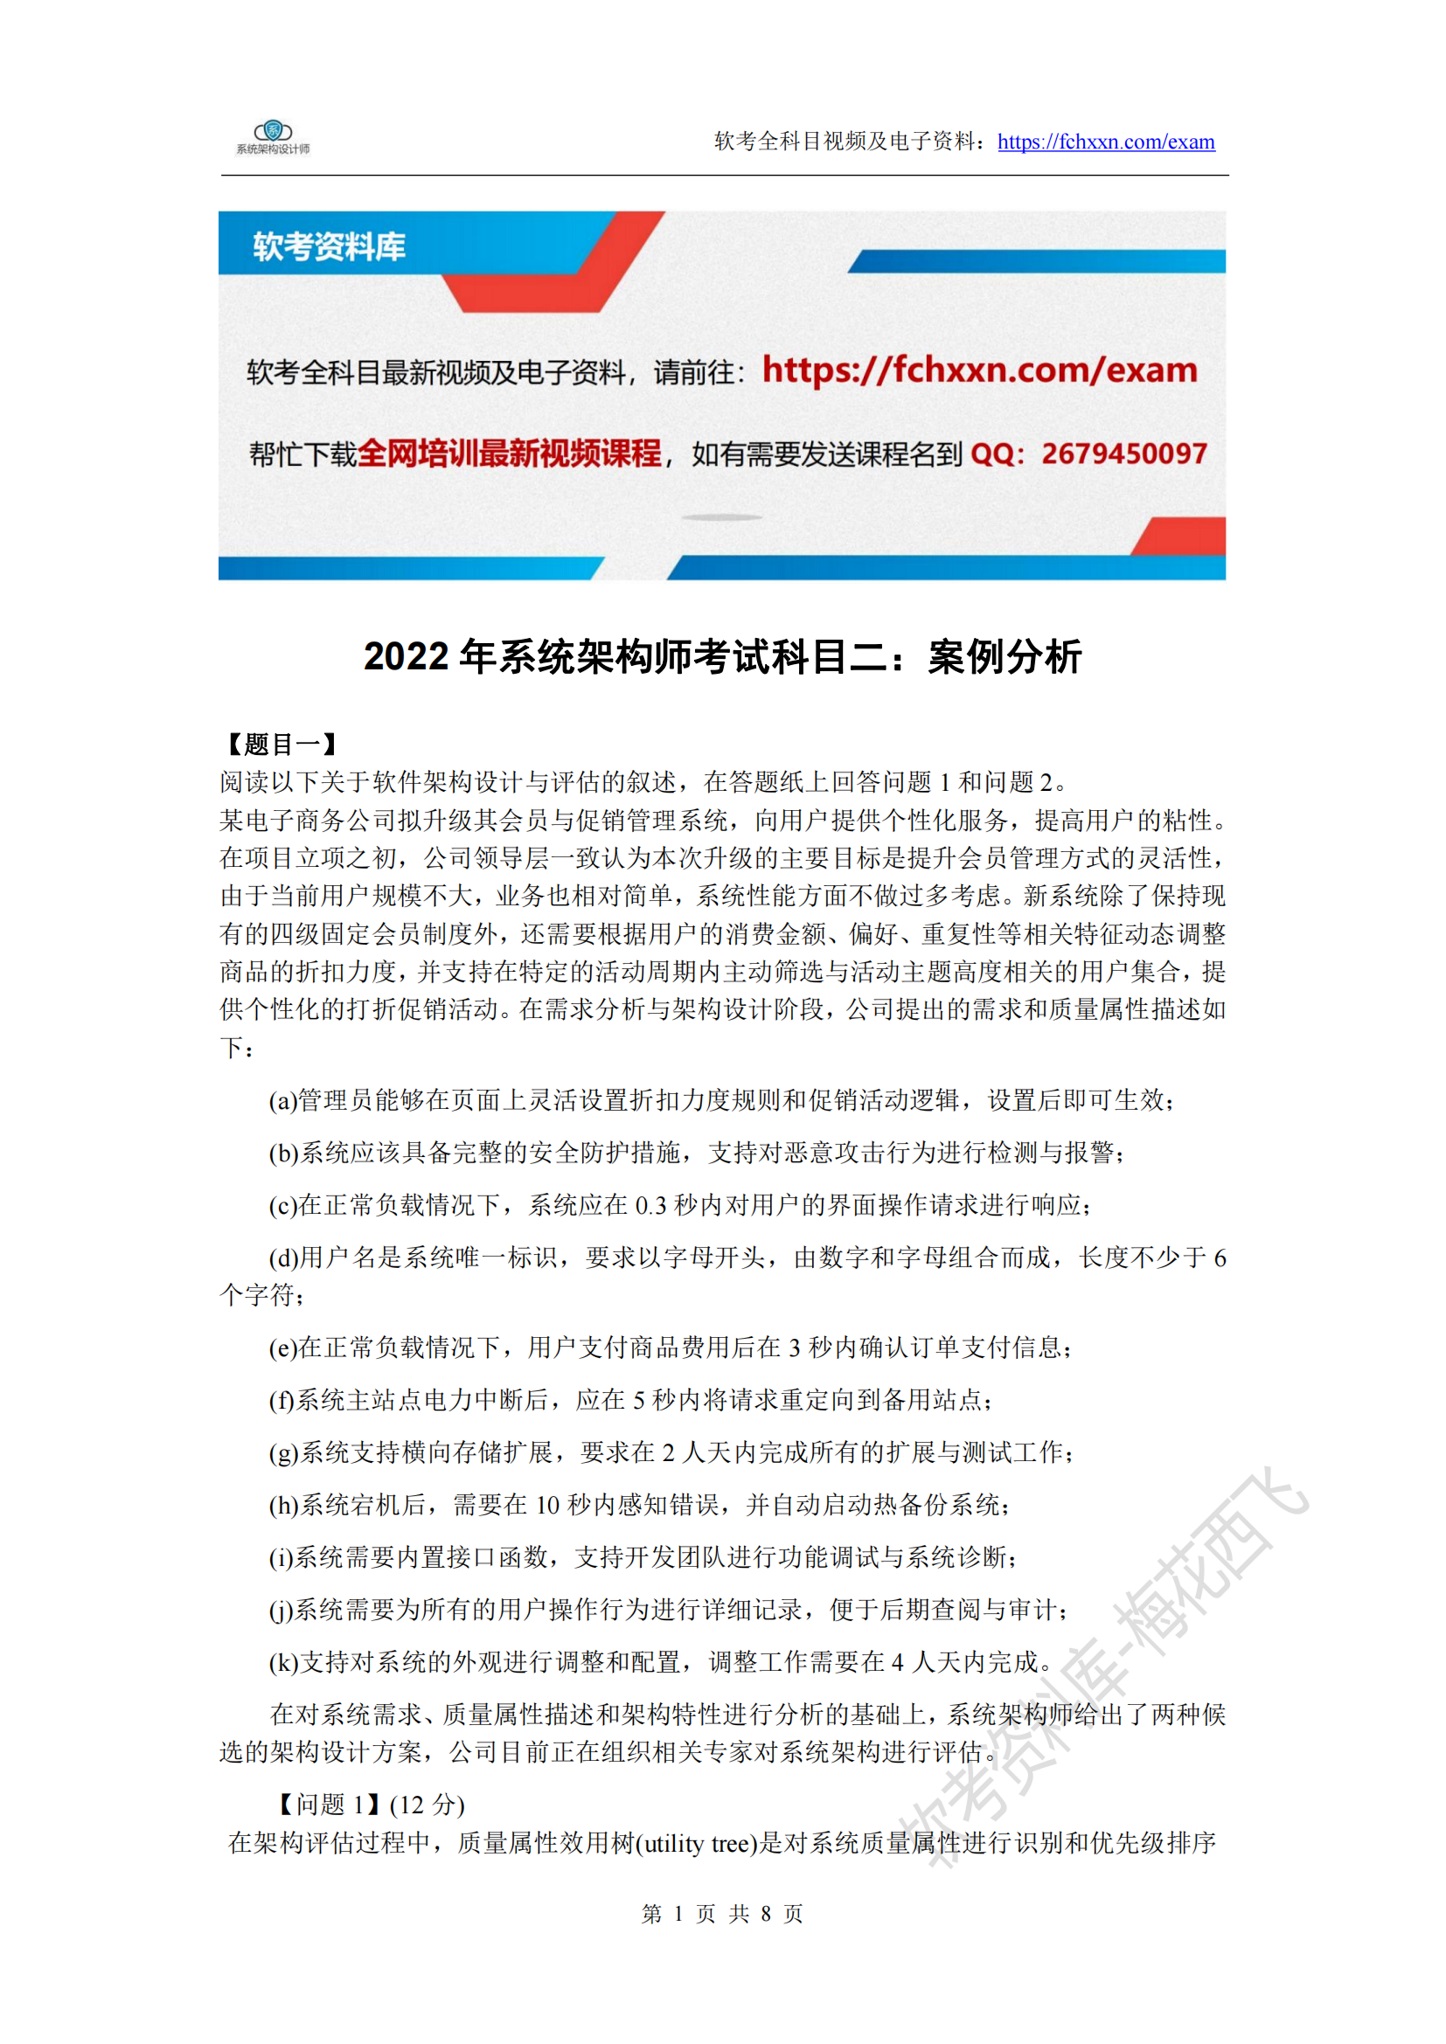 系统架构设计师
软考全科目视频及电子资料：https://fchxxn.com/exam
软考资料库
软考全科目最新视频及电子资料，请前往：https://fchxxn.com/exam
帮忙下载全网培训最新视频课程，如有需要发送课程名到 QQ：2679450097
2022 年系统架构师考试科目二：案例分析
【题目一】
阅读以下关于软件架构设计与评估的叙述，在答题纸上回答问题 1 和问题 2。
某电子商务公司拟升级其会员与促销管理系统，向用户提供个性化服务，提高用户的粘性。
在项目立项之初，公司领导层一致认为本次升级的主要目标是提升会员管理方式的灵活性，
由于当前用户规模不大，业务也相对简单，系统性能方面不做过多考虑。新系统除了保持现
有的四级固定会员制度外，还需要根据用户的消费金额、偏好、重复性等相关特征动态调整
商品的折扣力度，并支持在特定的活动周期内主动筛选与活动主题高度相关的用户集合，提
供个性化的打折促销活动。在需求分析与架构设计阶段，公司提出的需求和质量属性描述如
下：
(a)管理员能够在页面上灵活设置折扣力度规则和促销活动逻辑，设置后即可生效；
(b)系统应该具备完整的安全防护措施，支持对恶意攻击行为进行检测与报警；
(c)在正常负载情况下，系统应在 0.3 秒内对用户的界面操作请求进行响应；
(d)用户名是系统唯一标识，要求以字母开头，由数字和字母组合而成，长度不少于 6
个字符；
(e)在正常负载情况下，用户支付商品费用后在 3 秒内确认订单支付信息；
(f)系统主站点电力中断后，应在 5 秒内将请求重定向到备用站点；
(g)系统支持横向存储扩展，要求在 2 人天内完成所有的扩展与测试工作；
(h)系统宕机后，需要在 10 秒内感知错误，并自动启动热备份系统；
(i)系统需要内置接口函数，支持开发团队进行功能调试与系统诊断；
(j)系统需要为所有的用户操作行为进行详细记录，便于后期查阅与审计；
(k)支持对系统的外观进行调整和配置，调整工作需要在 4 人天内完成。
在对系统需求、质量属性描述和架构特性进行分析的基础上，系统架构师给出了两种候
选的架构设计方案，公司目前正在组织相关专家对系统架构进行评估。
【问题 1】(12 分)
在架构评估过程中，质量属性效用树(utility tree)是对系统质量属性进行识别和优先级排序
软考资料库-梅花西飞
第 1 页 共 8 页